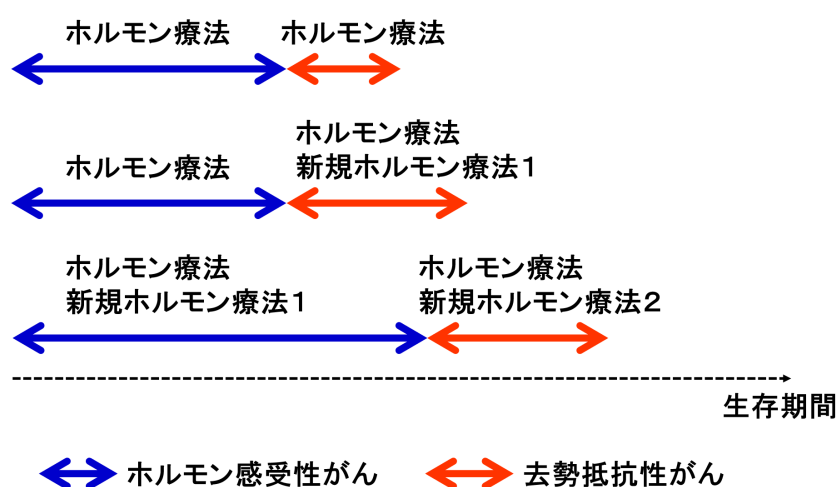 ホルモン療法
ホルモン療法
ホルモン療法
ホルモン療法
新規ホルモン療法1
ホルモン療法
新規ホルモン療法1
ホルモン療法
新規ホルモン療法2
生存期間
ホルモン感受性がん
去勢抵抗性がん